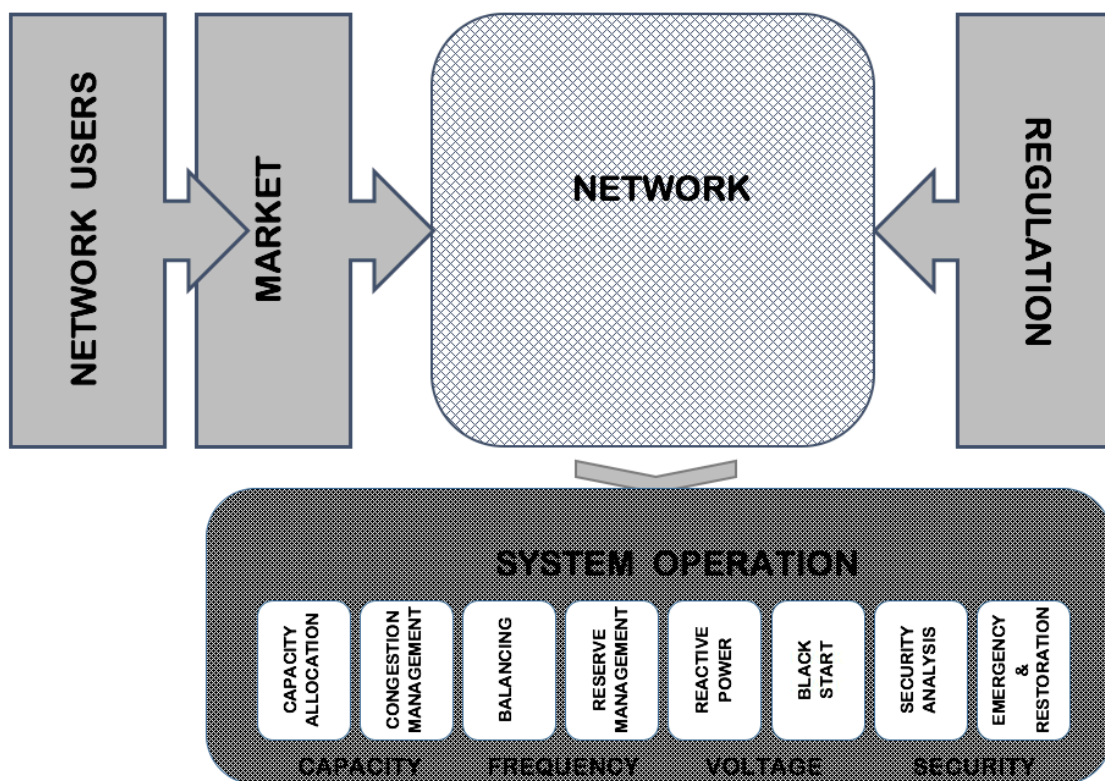 NETWORK USERS
MARKET
NETWORK
REGULATION
SYSTEM OPERATION
CAPACITY
ALLOCATION
CONGESTION
MANAGEMENT
BALANCING
RESERVE
MANAGEMENT
REACTIVE
POWER
BLACK
START
SECURITY
ANALYSIS
EMERGENCY
&
RESTORATION
CAPACITY
FREQUENCY
VOLTAGE
SECURITY